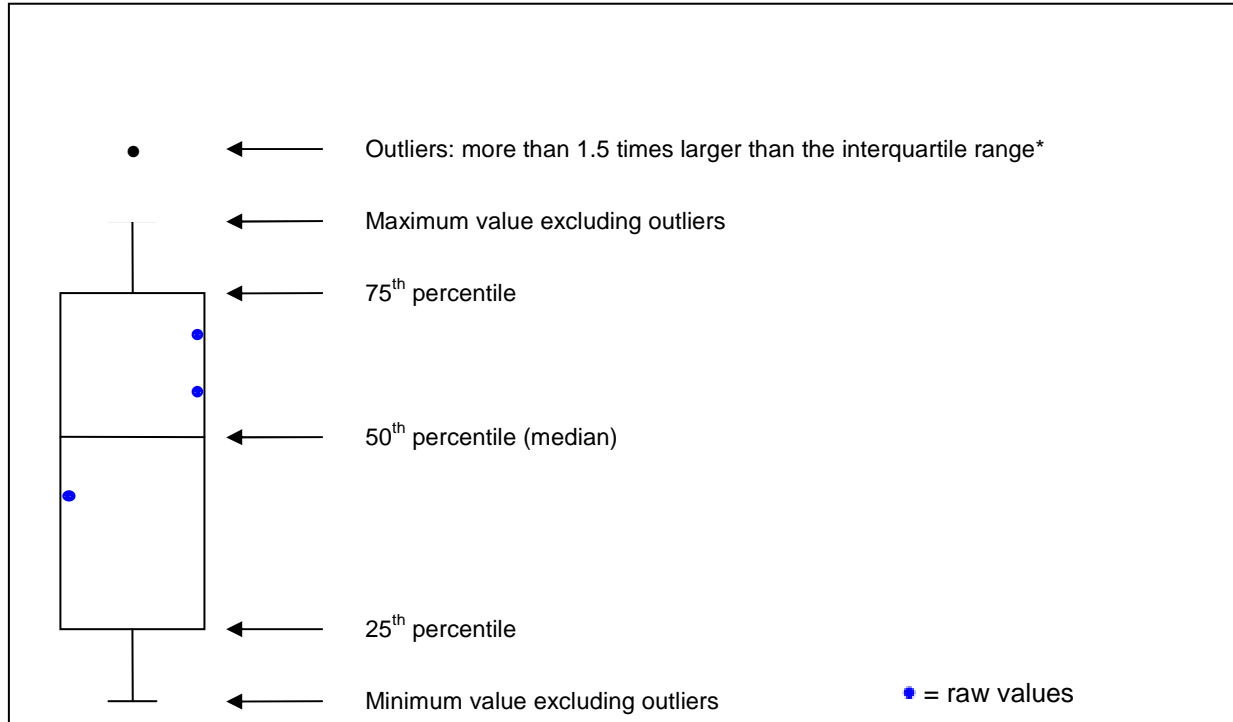 Outliers: more than 1.5 times larger than the interquartile range*
Maximum value excluding outliers
75th percentile
50th percentile (median)
25th percentile
Minimum value excluding outliers
= raw values